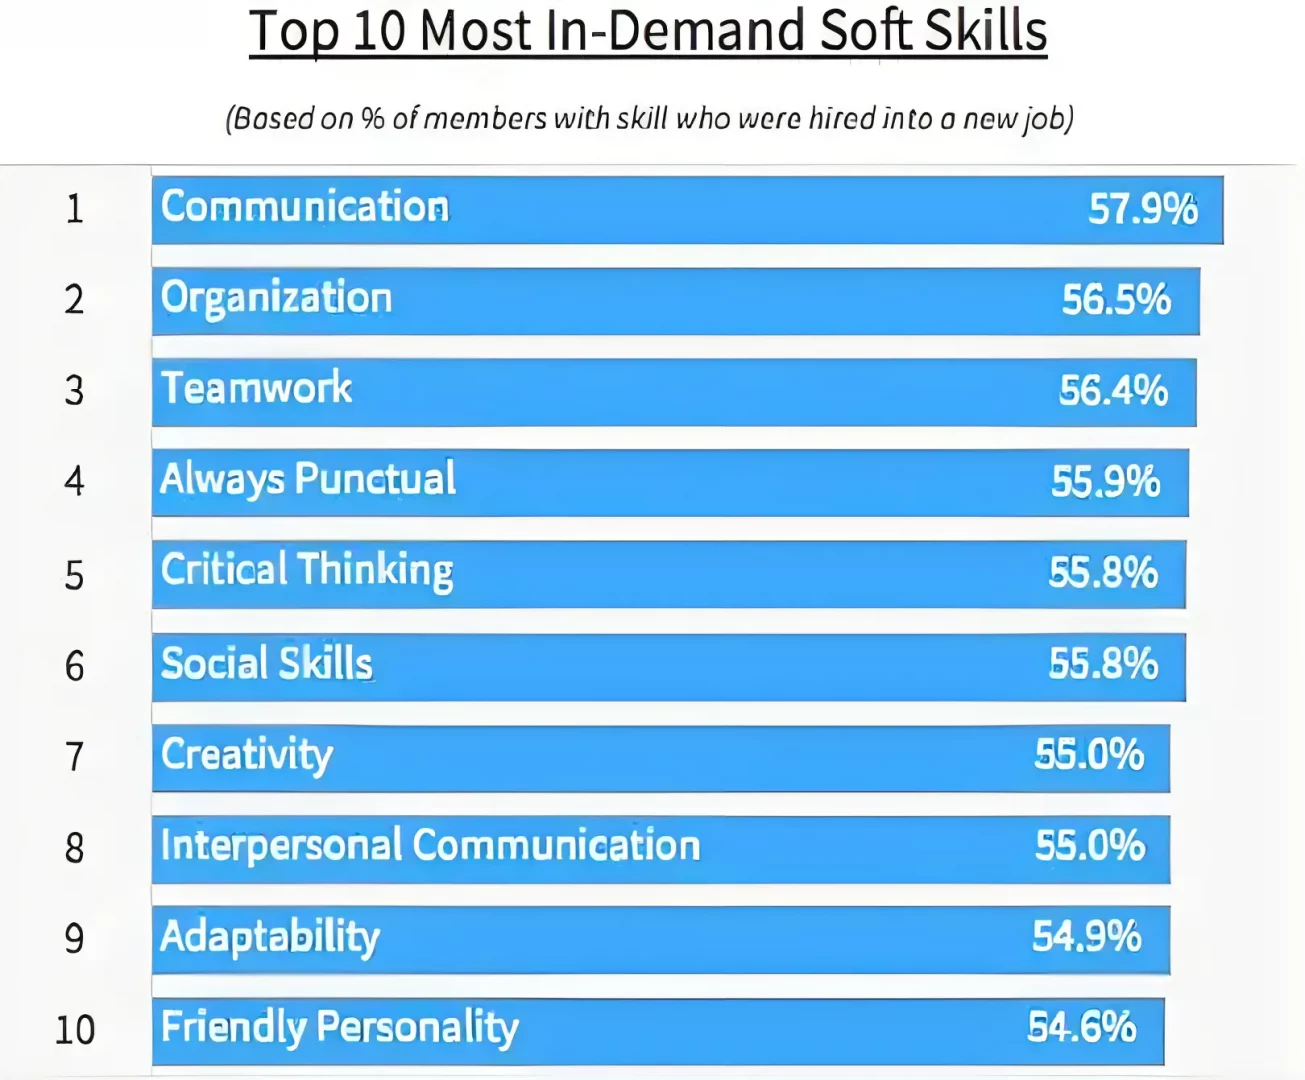 Top 10 Most In-Demand Soft Skills
(Based on % of members with skill who were hired into a new job)
1 Communication 57.9%
2 Organization 56.5%
3 Teamwork 56.4%
4 Always Punctual 55.9%
5 Critical Thinking 55.8%
6 Social Skills 55.8%
7 Creativity 55.0%
8 Interpersonal Communication 55.0%
9 Adaptability 54.9%
10 Friendly Personality 54.6%